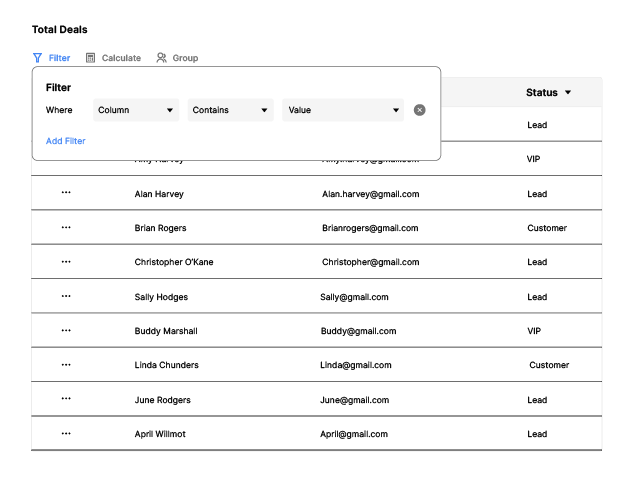 Total Deals
Filter Calculate Group
Filter
Status
Where Column Contains Value
Lead
Add Filter
VIP
Alan Harvey Alan.harvey@gmail.com Lead
Brian Rogers Brianrogers@gmail.com Customer
Christopher O'Kane Christopher@gmail.com Lead
Sally Hodges Sally@gmail.com Lead
Buddy Marshall Buddy@gmail.com VIP
Linda Chunders Linda@gmail.com Customer
June Rodgers June@gmail.com Lead
April Willmot April@gmail.com Lead